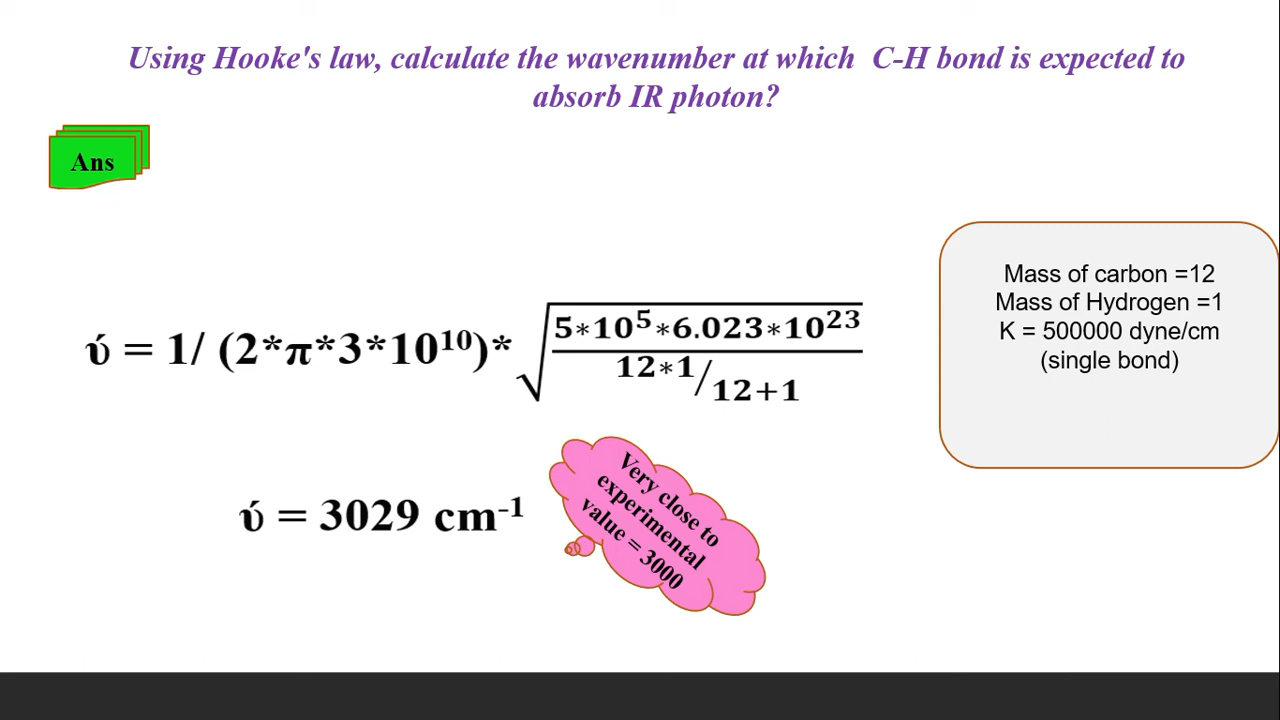 Using Hooke's law, calculate the wavenumber at which C-H bond is expected to
absorb IR photon?
Ans
Mass of carbon =12
Mass of Hydrogen =1
K = 500000 dyne/cm
(single bond)
ύ = 1/ (2*π*3*10¹⁰)* √
5*10⁵*6.023*10²³
12*1/12+1
ύ = 3029 cm⁻¹
Very close to
experimental
value = 3000